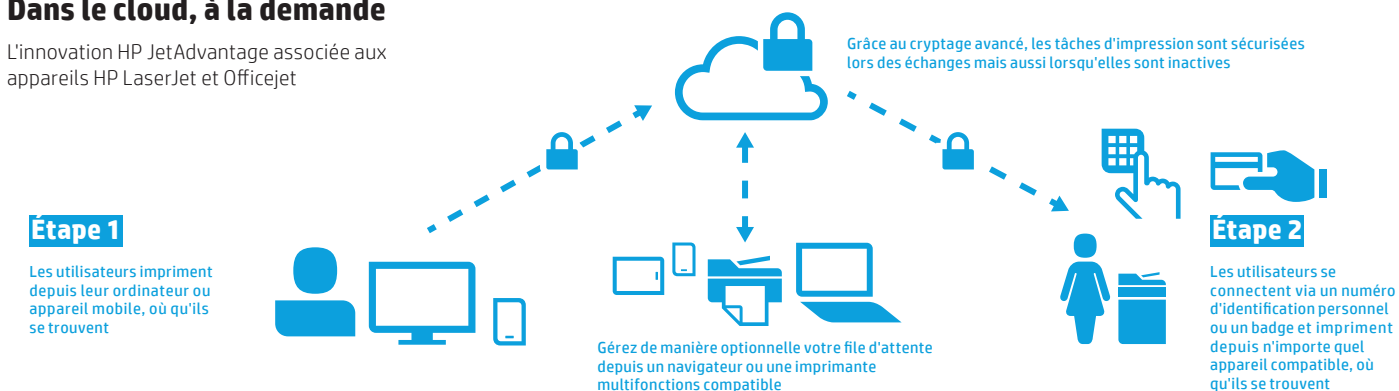 Dans le cloud, à la demande
L'innovation HP JetAdvantage associée aux
appareils HP LaserJet et Officejet
Grâce au cryptage avancé, les tâches d'impression sont sécurisées
lors des échanges mais aussi lorsqu'elles sont inactives
Étape 1
Les utilisateurs impriment
depuis leur ordinateur ou
appareil mobile, où qu'ils
se trouvent
Gérez de manière optionnelle votre file d'attente
depuis un navigateur ou une imprimante
multifonctions compatible
Étape 2
Les utilisateurs se
connectent via un numéro
d'identification personnel
ou un badge et impriment
depuis n'importe quel
appareil compatible, où
qu'ils se trouvent